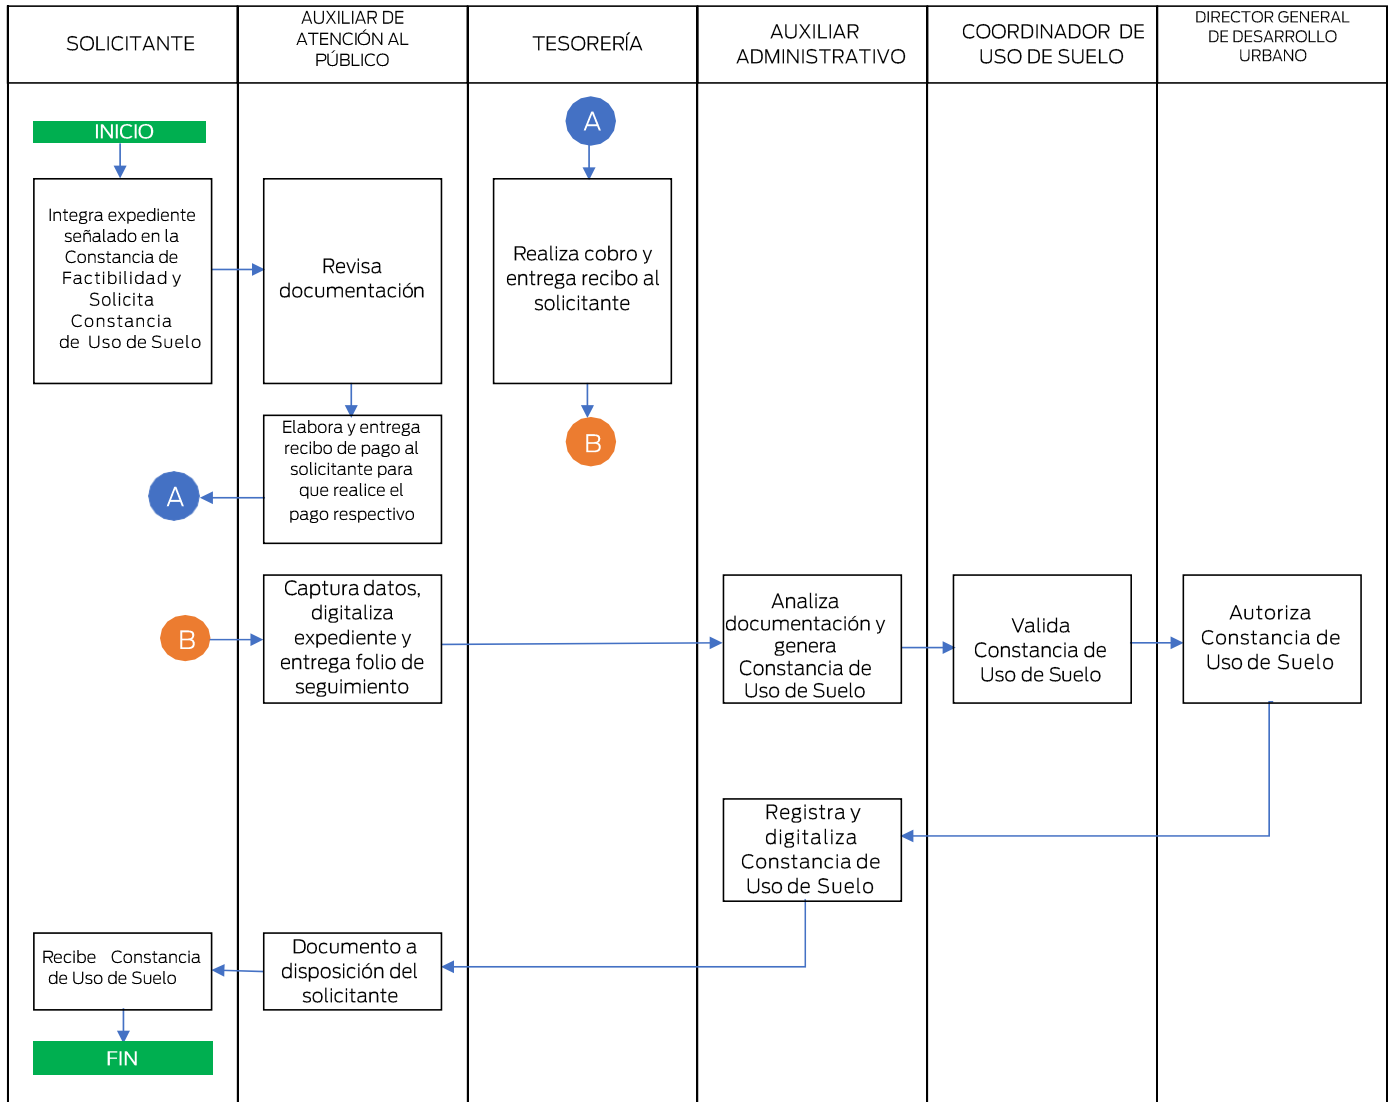 SOLICITANTE
AUXILIAR DE
ATENCIÓN AL
PÚBLICO
TESORERÍA
AUXILIAR
ADMINISTRATIVO
COORDINADOR DE
USO DE SUELO
DIRECTOR GENERAL
DE DESARROLLO
URBANO
INICIO
A
Integra expediente
señalado en la
Constancia de
Factibilidad y
Solicita
Constancia
de Uso de Suelo
Revisa
documentación
Realiza cobro y
entrega recibo al
solicitante
Elabora y entrega
recibo de pago al
solicitante para
que realice el
pago respectivo
A
B
B
Captura datos,
digitaliza
expediente y
entrega folio de
seguimiento
Analiza
documentación y
genera
Constancia de
Uso de Suelo
Valida
Constancia de
Uso de Suelo
Autoriza
Constancia de
Uso de Suelo
Registra y
digitaliza
Constancia de
Uso de Suelo
Recibe Constancia
de Uso de Suelo
Documento a
disposición del
solicitante
FIN